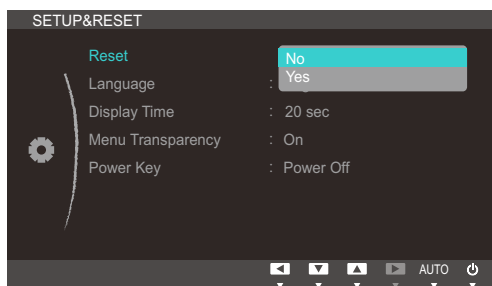 SETUP&RESET
Reset No
Language : Yes
Display Time : 20 sec
Menu Transparency : On
Power Key : Power Off
AUTO